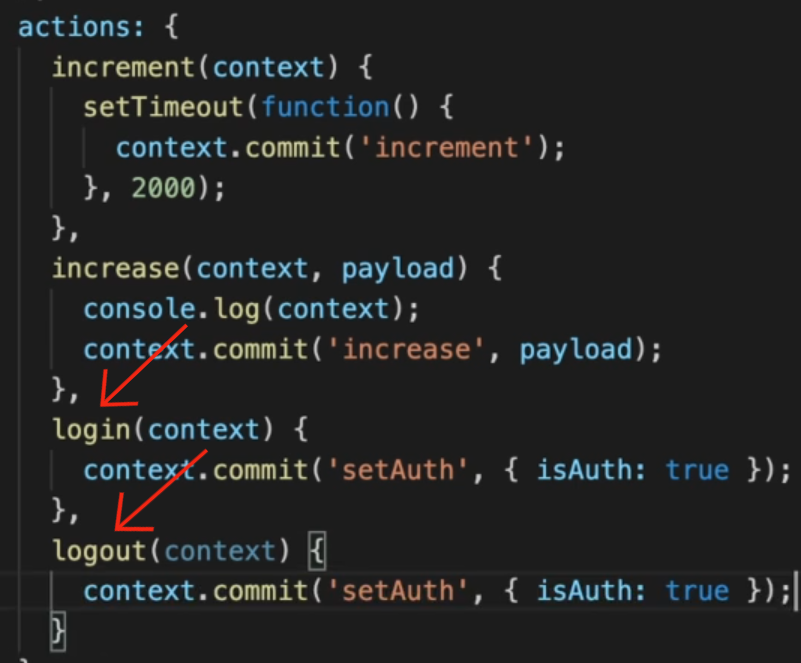 actions: {
increment(context) {
setTimeout(function() {
context.commit('increment');
}, 2000);
},
increase(context, payload) {
console.log(context);
context.commit('increase', payload);
},
login(context) {
context.commit('setAuth', { isAuth: true });
},
logout(context) {
context.commit('setAuth', { isAuth: true });
}